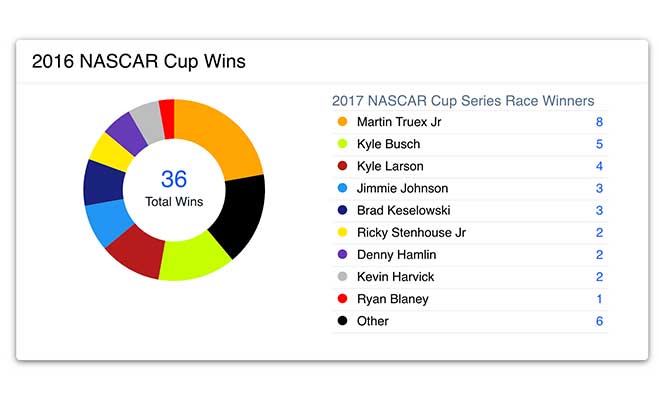 2016 NASCAR Cup Wins
36
Total Wins
2017 NASCAR Cup Series Race Winners
Martin Truex Jr 8
Kyle Busch 5
Kyle Larson 4
Jimmie Johnson 3
Brad Keselowski 3
Ricky Stenhouse Jr 2
Denny Hamlin 2
Kevin Harvick 2
Ryan Blaney 1
Other 6